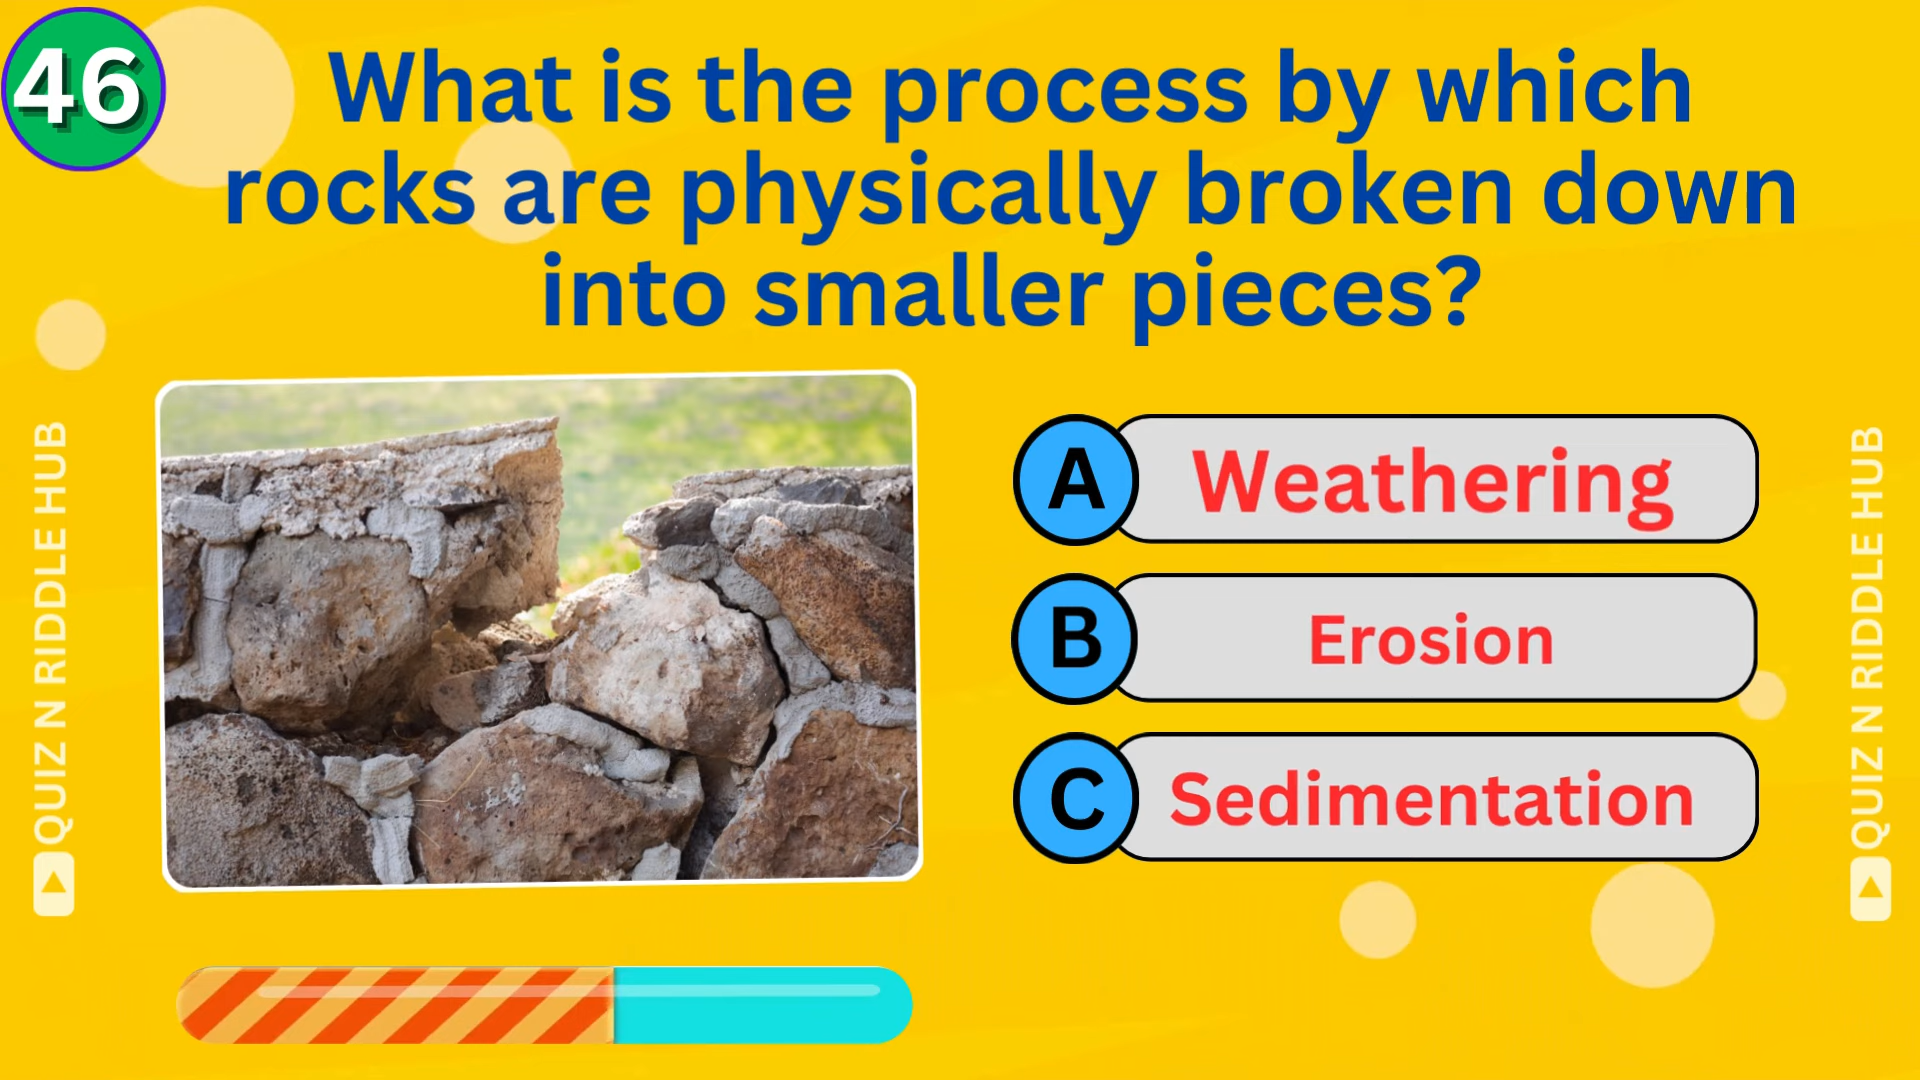 46
What is the process by which
rocks are physically broken down
into smaller pieces?
A Weathering
B Erosion
C Sedimentation
QUIZ N RIDDLE HUB
QUIZ N RIDDLE HUB